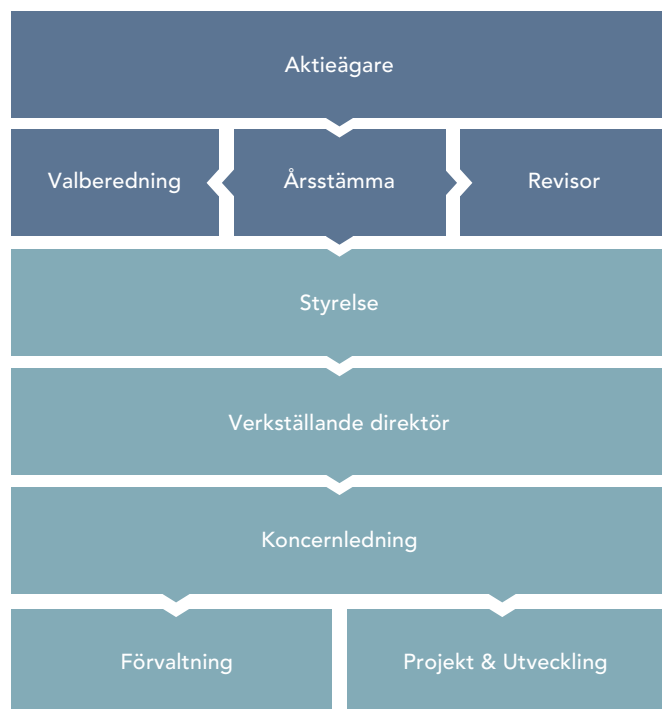 Aktieägare
Valberedning
Årsstämma
Revisor
Styrelse
Verkställande direktör
Koncernledning
Förvaltning
Projekt & Utveckling